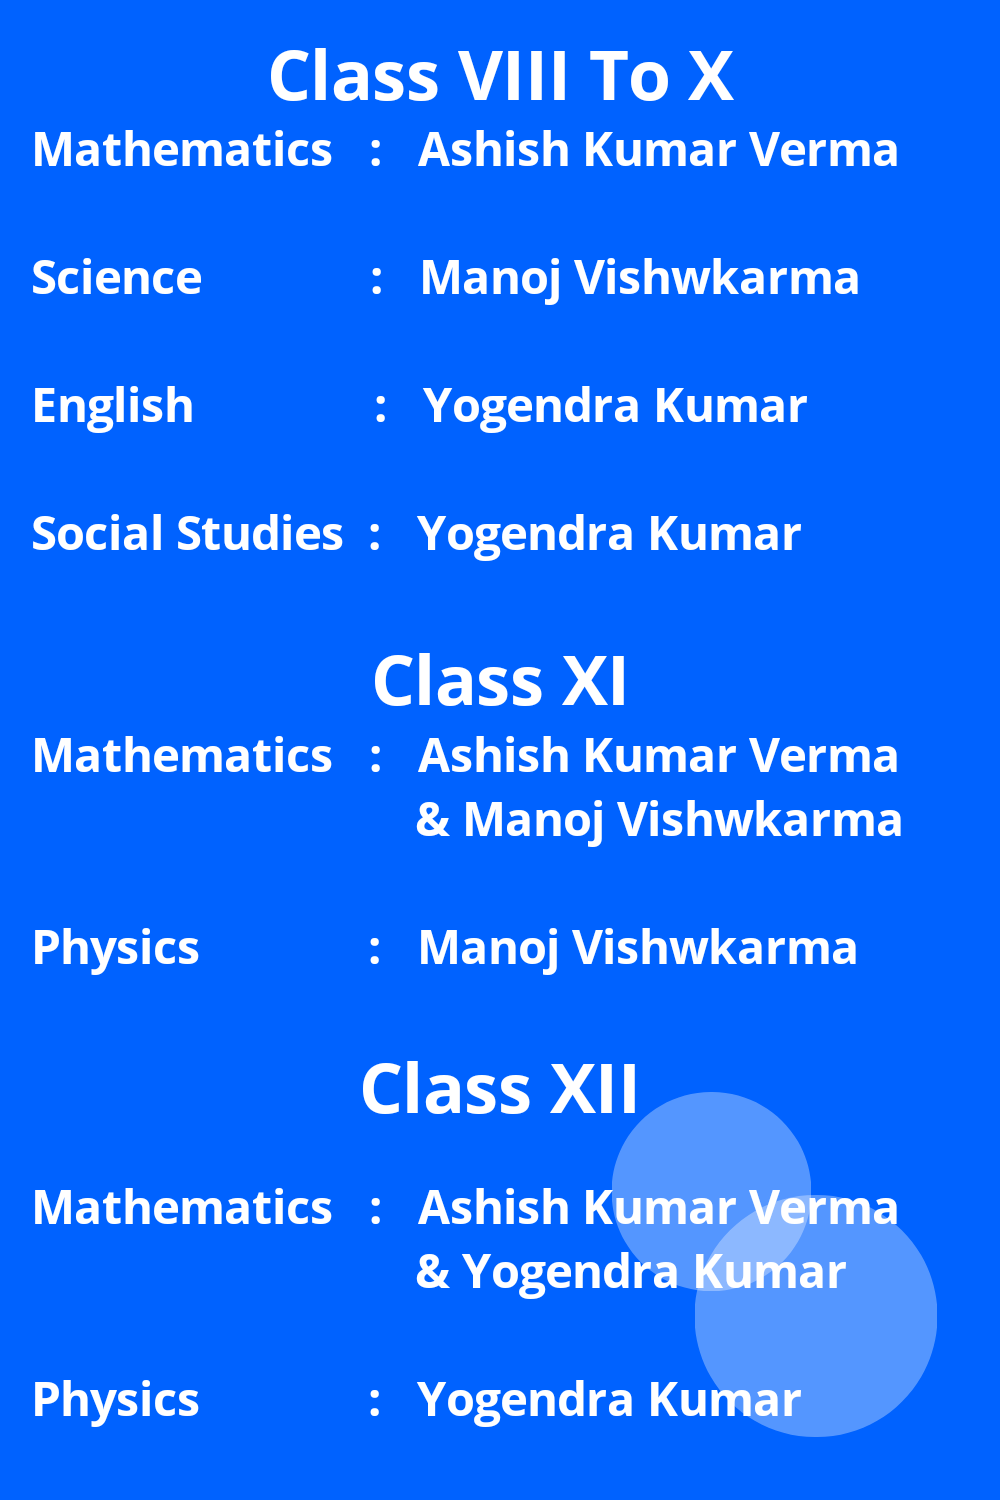 Class VIII To X
Mathematics : Ashish Kumar Verma
Science : Manoj Vishwkarma
English : Yogendra Kumar
Social Studies : Yogendra Kumar
Class XI
Mathematics : Ashish Kumar Verma
& Manoj Vishwkarma
Physics : Manoj Vishwkarma
Class XII
Mathematics : Ashish Kumar Verma
& Yogendra Kumar
Physics : Yogendra Kumar